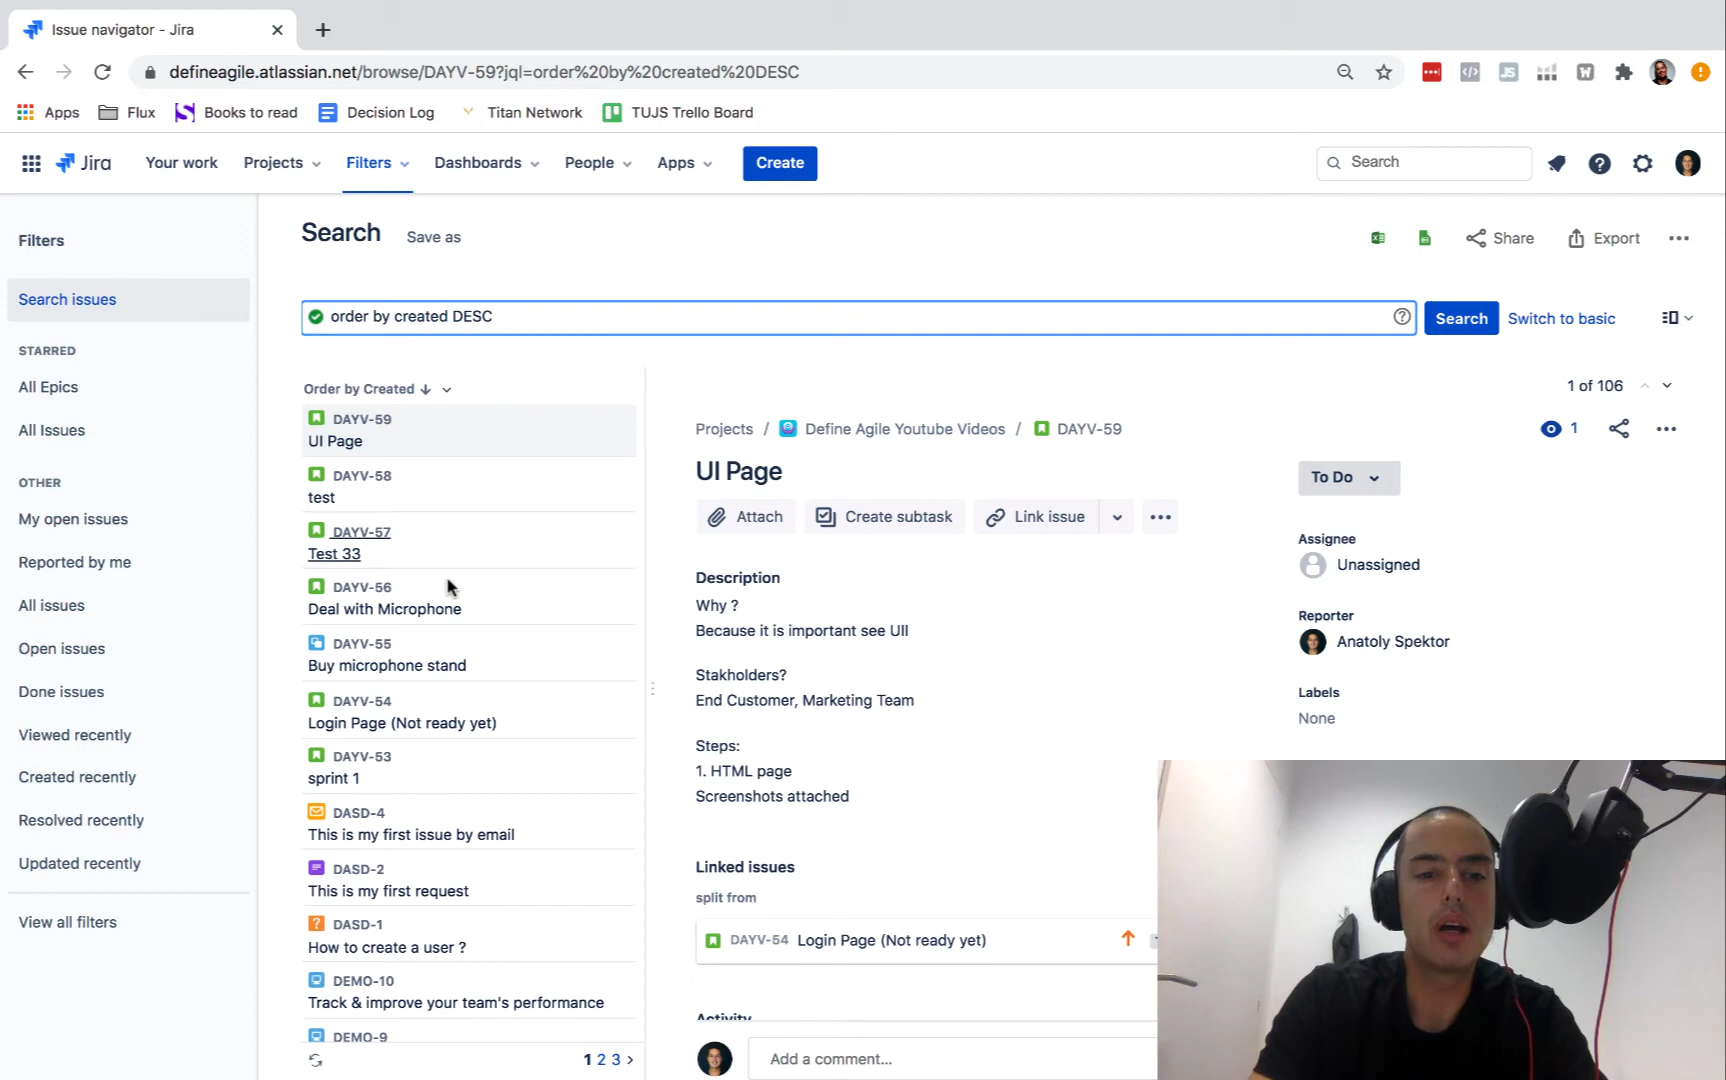 Issue navigator - Jira
defineagile.atlassian.net/browse/DAYV-59?jql=order%20by%20created%20DESC
Apps Flux Books to read Decision Log Titan Network TUJS Trello Board
Jira Your work Projects Filters Dashboards People Apps Create Search
Filters
Search issues
STARRED
All Epics
All Issues
OTHER
My open issues
Reported by me
All issues
Open issues
Done issues
Viewed recently
Created recently
Resolved recently
Updated recently
View all filters
Search Save as
Share Export
order by created DESC
Search Switch to basic
Order by Created
DAYV-59
UI Page
DAYV-58
test
DAYV-57
Test 33
DAYV-56
Deal with Microphone
DAYV-55
Buy microphone stand
DAYV-54
Login Page (Not ready yet)
DAYV-53
sprint 1
DASD-4
This is my first issue by email
DASD-2
This is my first request
DASD-1
How to create a user ?
DEMO-10
Track & improve your team's performance
DEMO-9
1 2 3
1 of 106
Projects / Define Agile Youtube Videos / DAYV-59
1
UI Page
Attach Create subtask Link issue
Description
Why ?
Because it is important see UII
Stakholders?
End Customer, Marketing Team
Steps:
1. HTML page
Screenshots attached
Linked issues
split from
DAYV-54 Login Page (Not ready yet)
Activity
Add a comment...
To Do
Assignee
Unassigned
Reporter
Anatoly Spektor
Labels
None